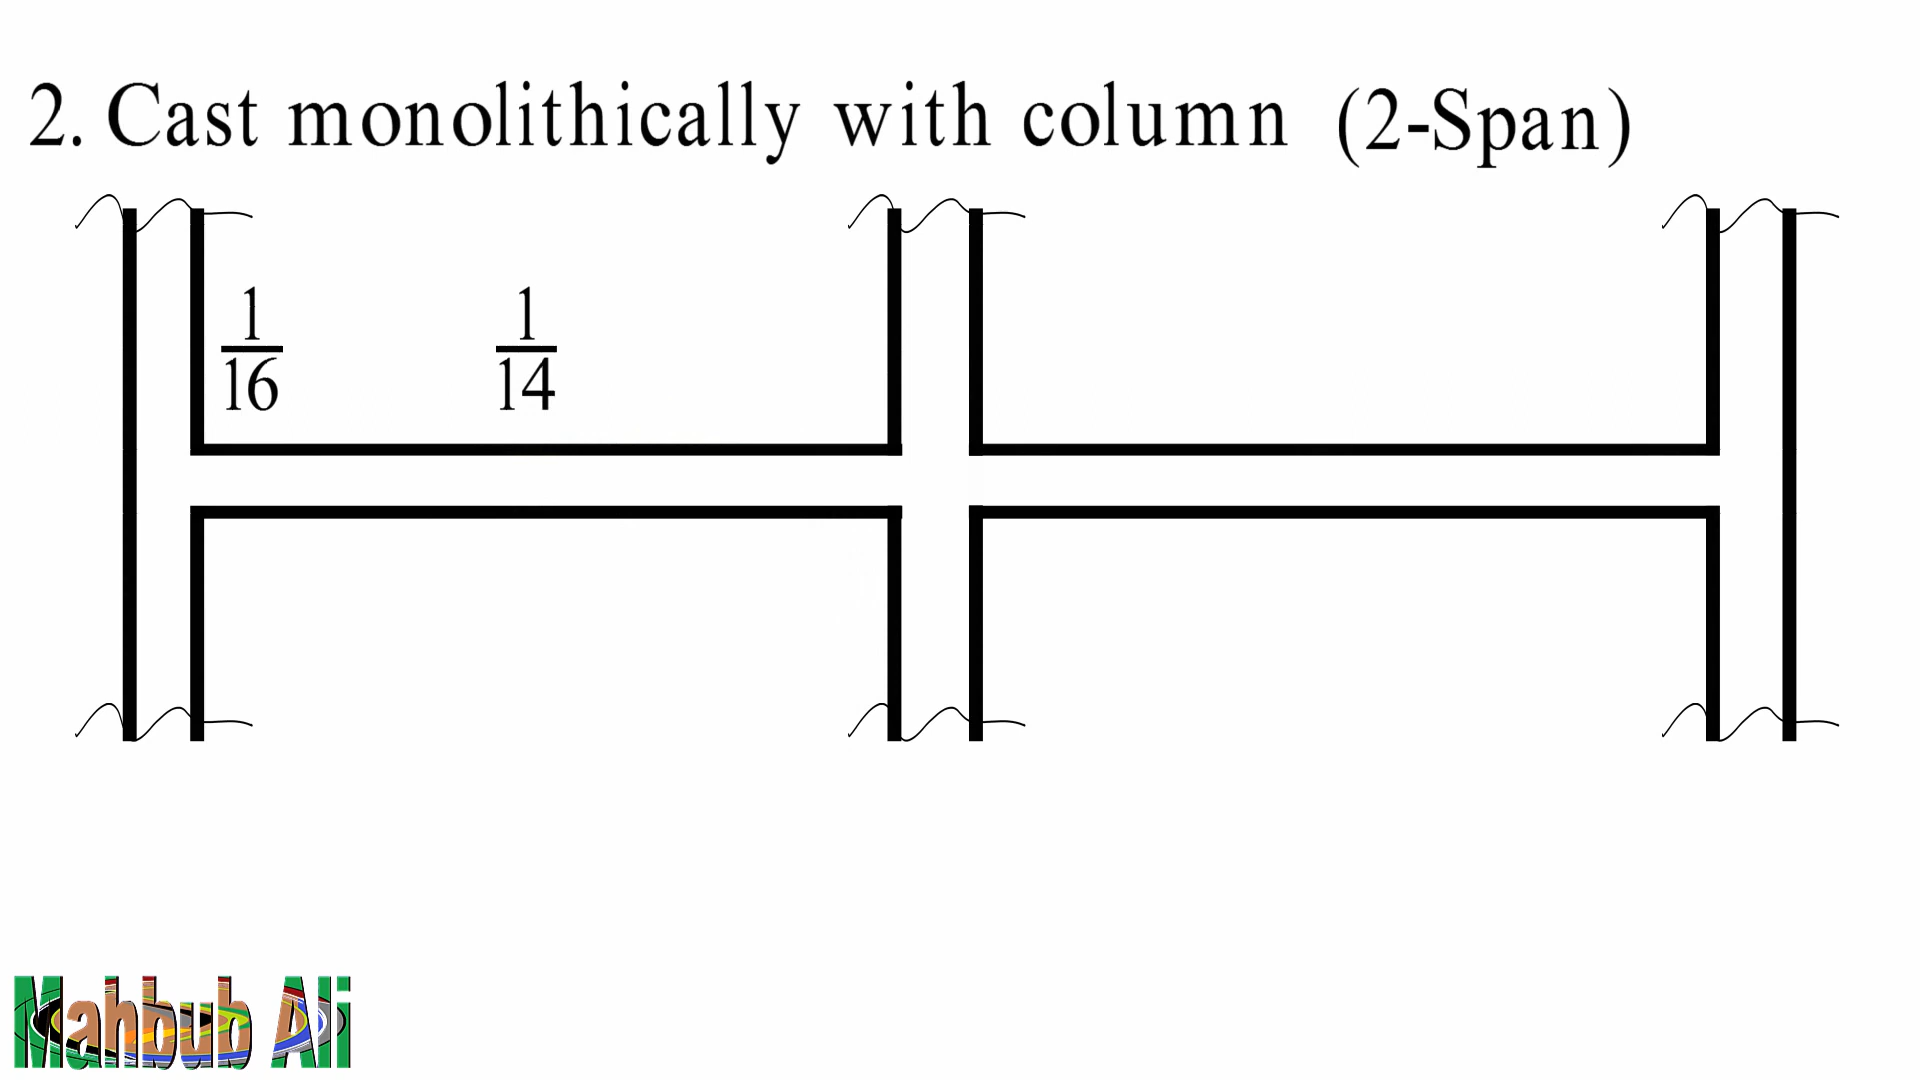 2. Cast monolithically with column (2-Span)
1/16 1/14
Mahbub Ali